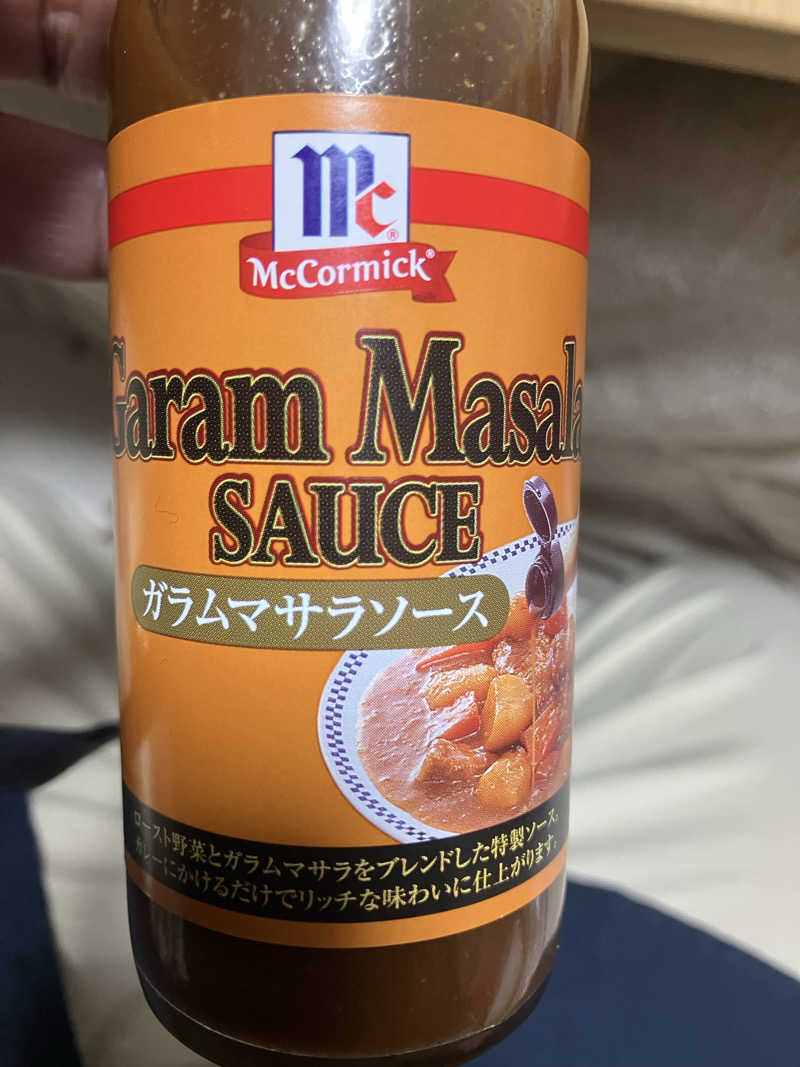 mc
®
McCormick®
Garam Masala
SAUCE
ガラムマサラソース
ロースト野菜とガラムマサラをブレンドした特製ソース。
カレーにかけるだけでリッチな味わいに仕上がります。